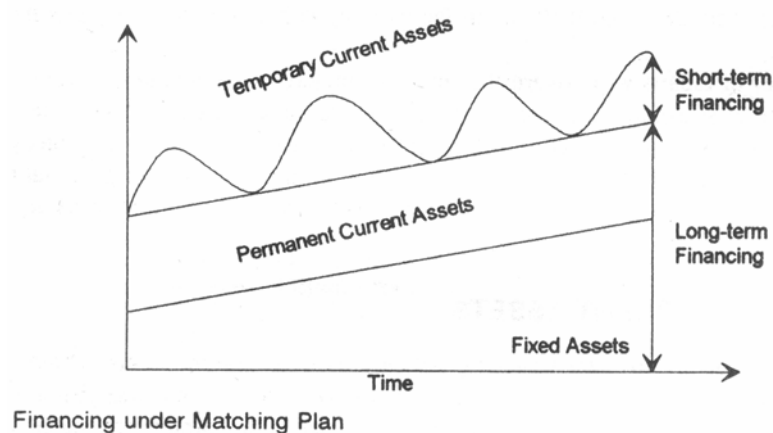 Temporary Current Assets
Short-term
Financing
Permanent Current Assets
Long-term
Financing
Fixed Assets
Time
Financing under Matching Plan